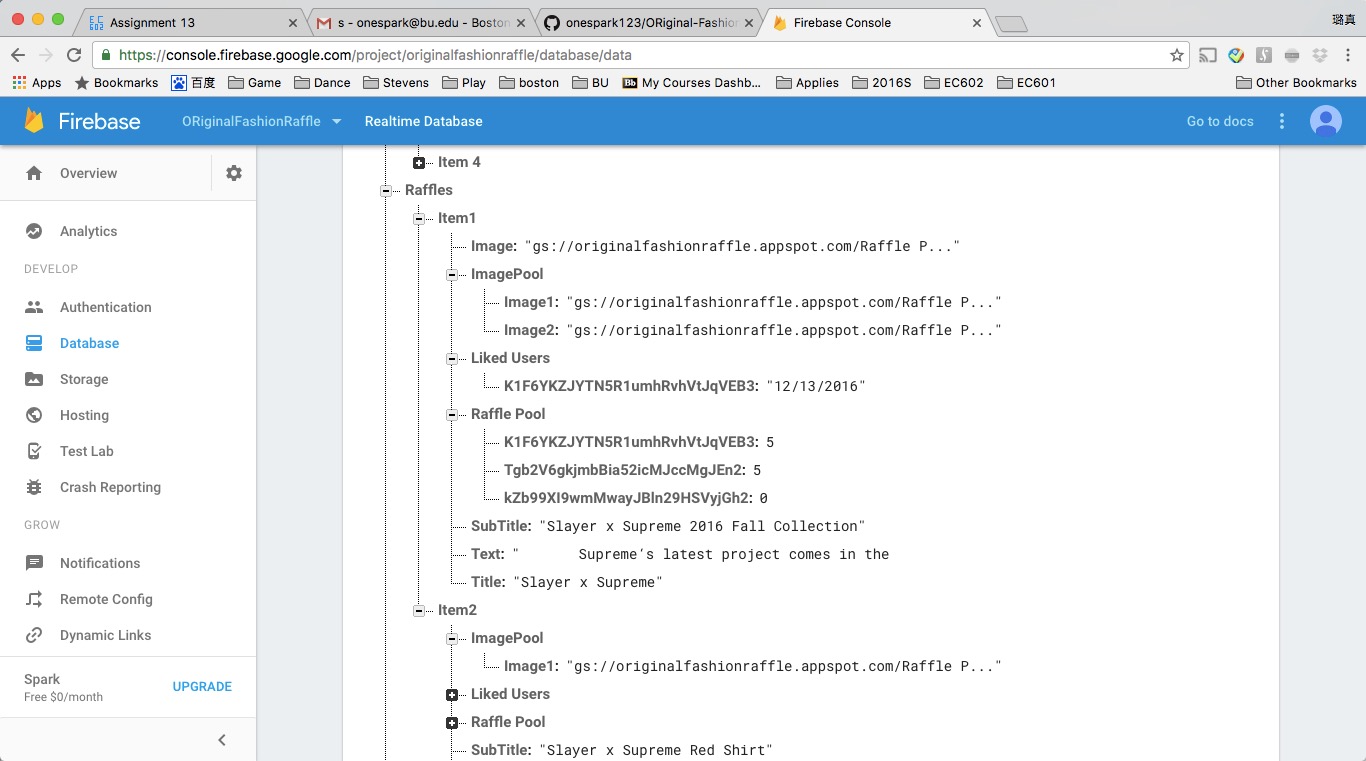 Assignment 13
s - onespark@bu.edu - Boston
onespark123/ORiginal-Fashion
Firebase Console
璐真
https://console.firebase.google.com/project/originalfashionraffle/database/data
Apps Bookmarks 百度 Game Dance Stevens Play boston BU My Courses Dashb... Applies 2016S EC602 EC601 Other Bookmarks
Firebase ORiginalFashionRaffle Realtime Database Go to docs
Overview
Analytics
DEVELOP
Authentication
Database
Storage
Hosting
Test Lab
Crash Reporting
GROW
Notifications
Remote Config
Dynamic Links
Spark
Free $0/month
UPGRADE
Item 4
Raffles
Item1
Image: "gs://originalfashionraffle.appspot.com/Raffle P..."
ImagePool
Image1: "gs://originalfashionraffle.appspot.com/Raffle P..."
Image2: "gs://originalfashionraffle.appspot.com/Raffle P..."
Liked Users
K1F6YKZJYTN5R1umhRvhVtJqVEB3: "12/13/2016"
Raffle Pool
K1F6YKZJYTN5R1umhRvhVtJqVEB3: 5
Tgb2V6gkjmbBia52icMJccMgJEn2: 5
kZb99XI9wmMwayJBln29HSVyjGh2: 0
SubTitle: "Slayer x Supreme 2016 Fall Collection"
Text: " Supreme's latest project comes in the
Title: "Slayer x Supreme"
Item2
ImagePool
Image1: "gs://originalfashionraffle.appspot.com/Raffle P..."
Liked Users
Raffle Pool
SubTitle: "Slayer x Supreme Red Shirt"